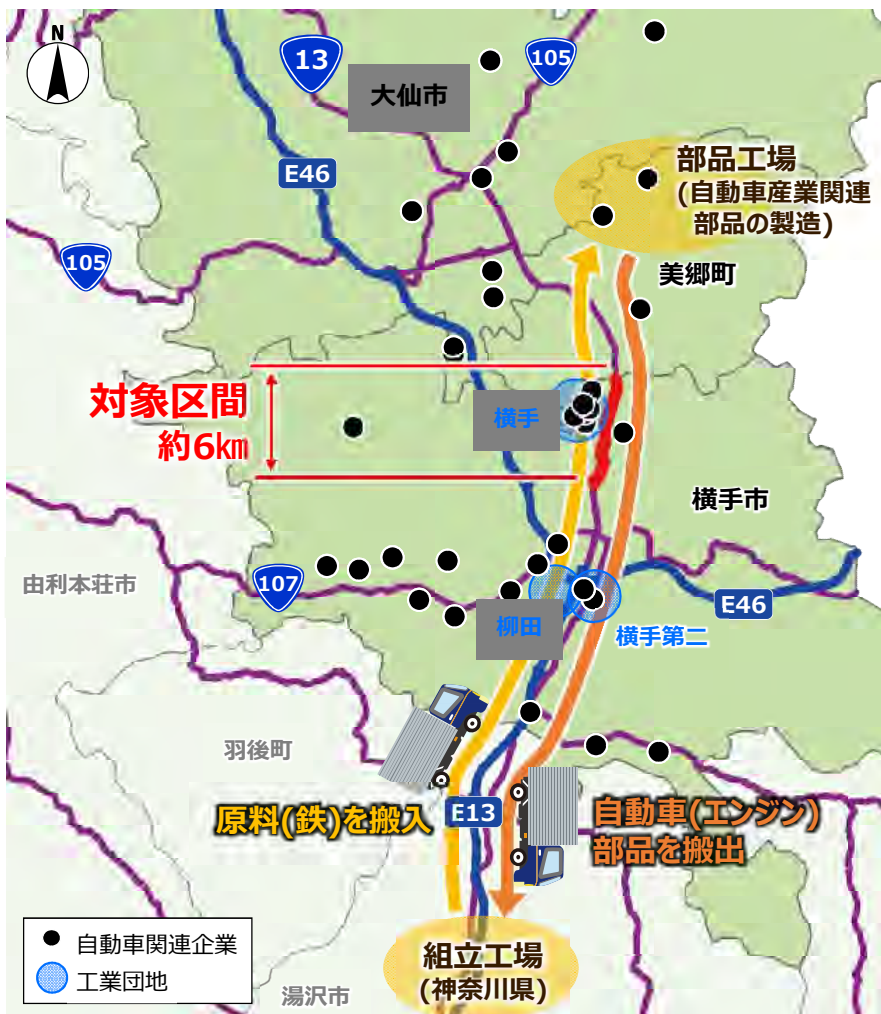 N
13
105
大仙市
E46
部品工場
(自動車産業関連
部品の製造)
105
美郷町
対象区間
約6km
横手
横手市
由利本荘市
107
E46
柳田
横手第二
羽後町
原料(鉄)を搬入
E13
自動車(エンジン)
部品を搬出
組立工場
(神奈川県)
自動車関連企業
工業団地
湯沢市